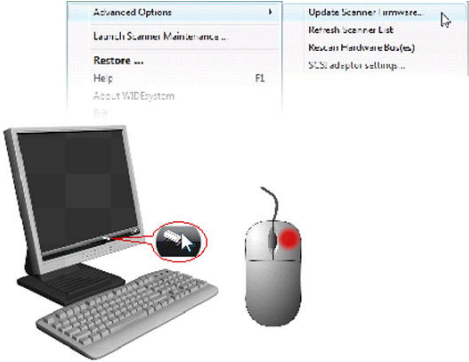 Advanced Options
Launch Scanner Maintenance ...
Restore ...
Help F1
About WIDEsystem
Exit
Update Scanner Firmware...
Refresh Scanner List
Rescan Hardware Bus(es)
SCSI adaptor settings...